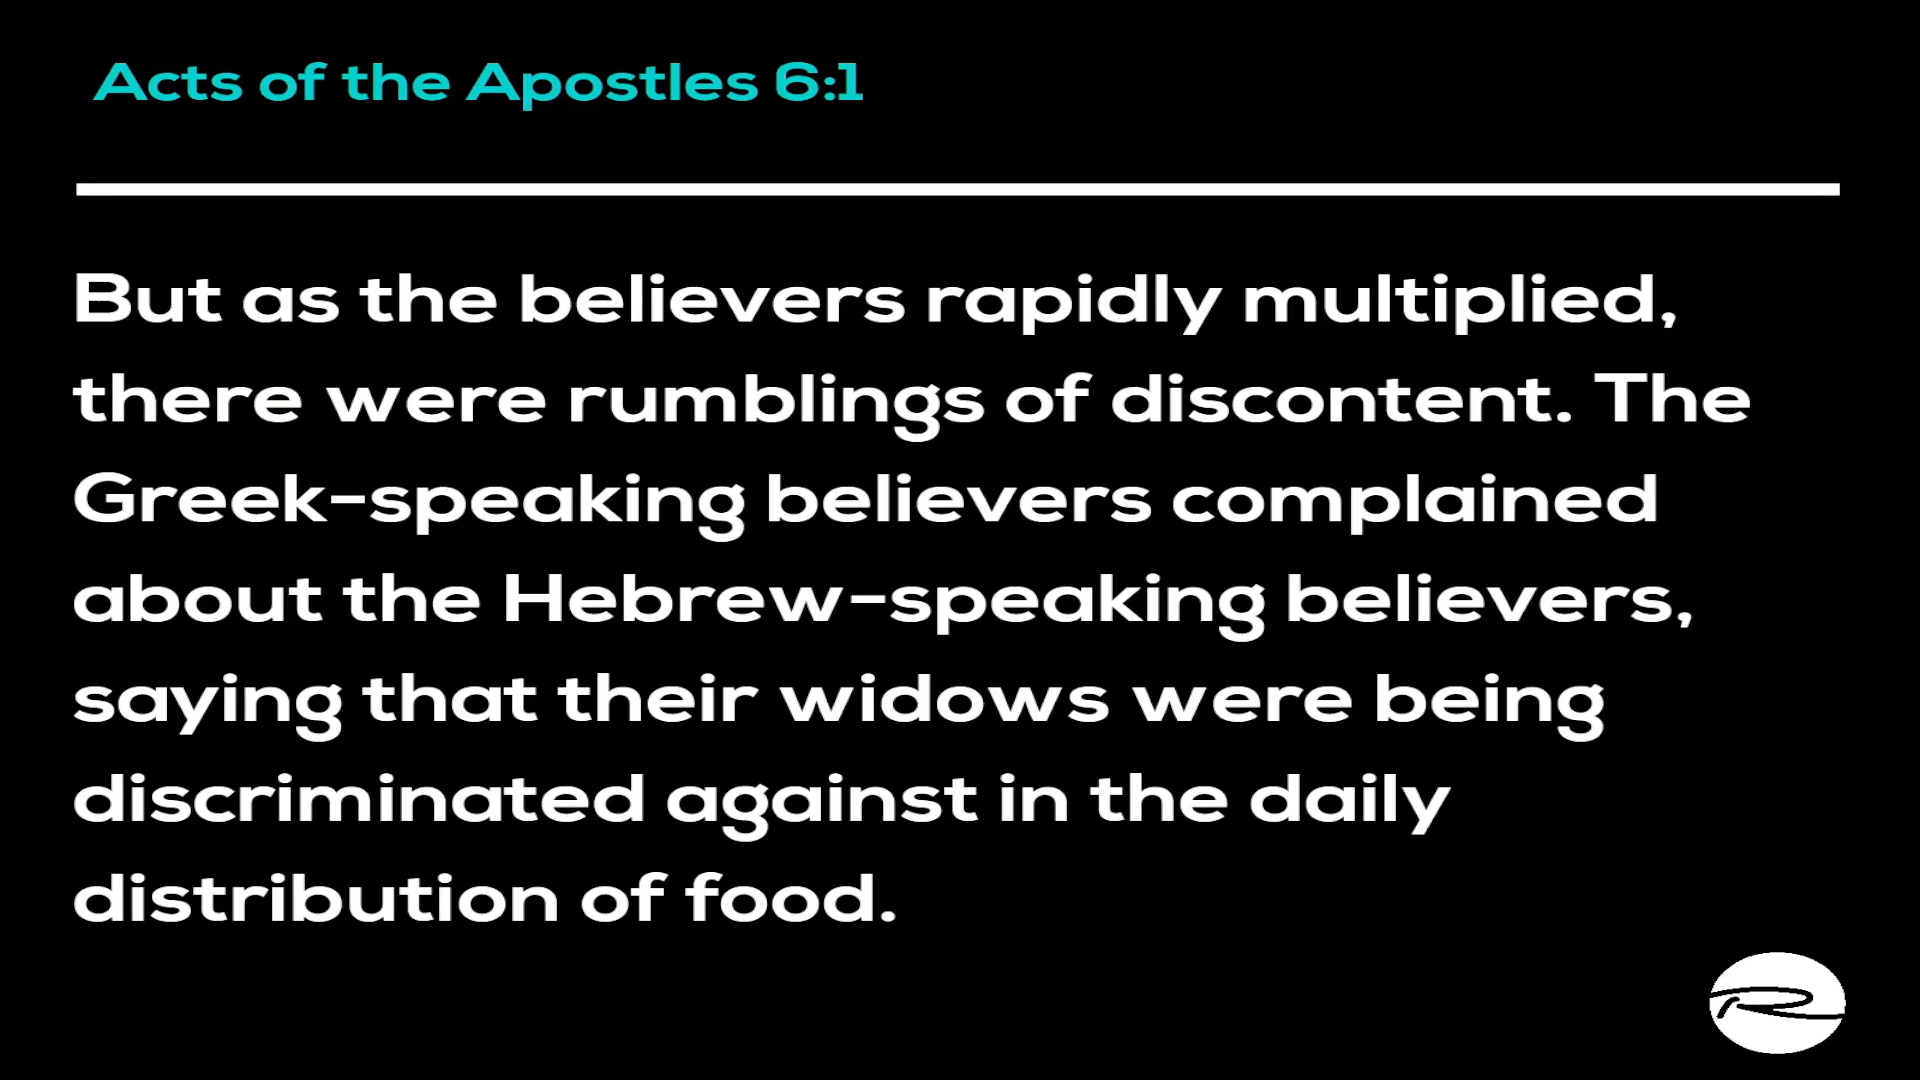 Acts of the Apostles 6:1
But as the believers rapidly multiplied,
there were rumblings of discontent. The
Greek-speaking believers complained
about the Hebrew-speaking believers,
saying that their widows were being
discriminated against in the daily
distribution of food.
R